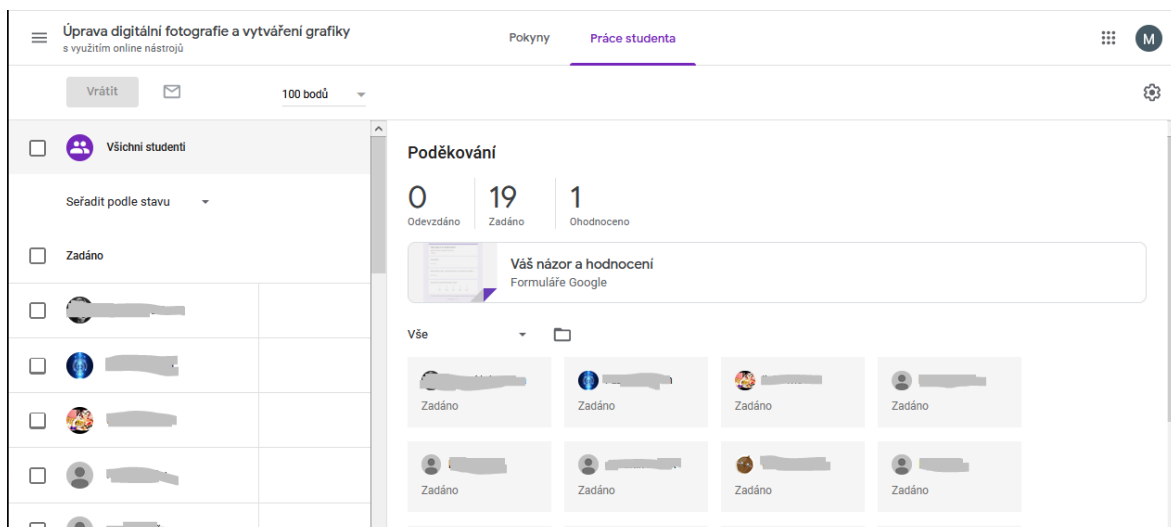 Úprava digitální fotografie a vytváření grafiky
s využitím online nástrojů
Pokyny
Práce studenta
M
Vrátit
100 bodů
Všichni studenti
Seřadit podle stavu
Zadáno
Poděkování
0 19 1
Odevzdáno Zadáno Ohodnoceno
Váš názor a hodnocení
Formuláře Google
Vše
Zadáno Zadáno Zadáno Zadáno
Zadáno Zadáno Zadáno Zadáno